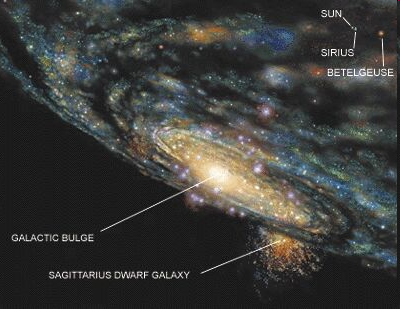 SUN
SIRIUS
BETELGEUSE
GALACTIC BULGE
SAGITTARIUS DWARF GALAXY